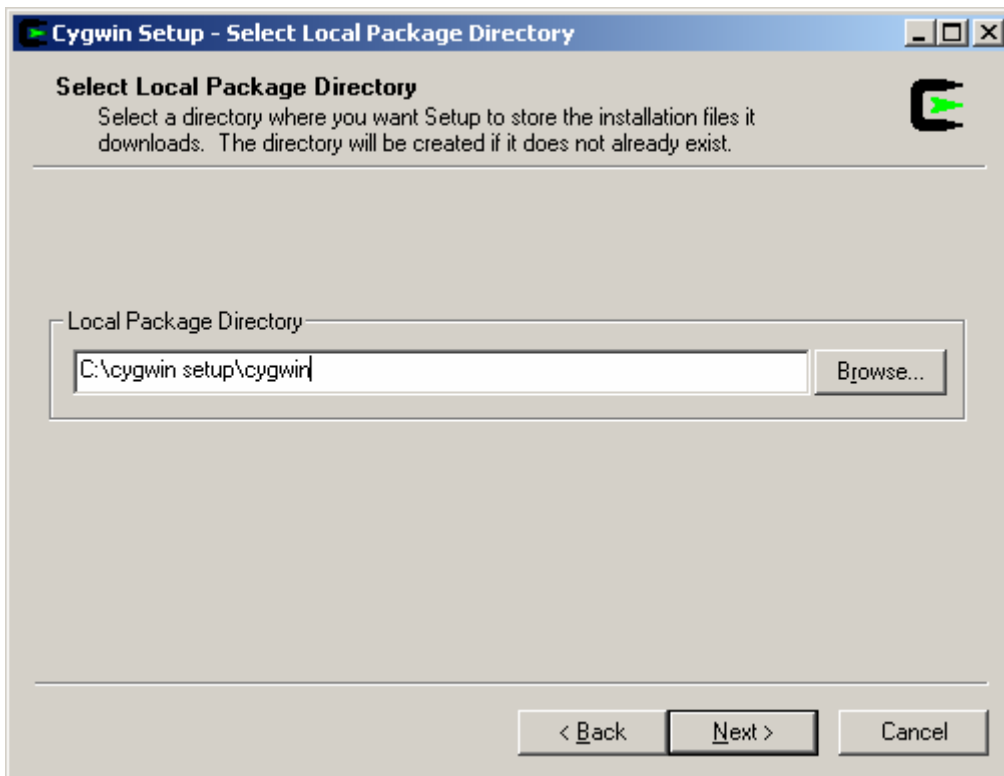 Cygwin Setup - Select Local Package Directory
Select Local Package Directory
Select a directory where you want Setup to store the installation files it
downloads.  The directory will be created if it does not already exist.
Local Package Directory
C:\cygwin setup\cygwin
Browse...
< Back
Next >
Cancel